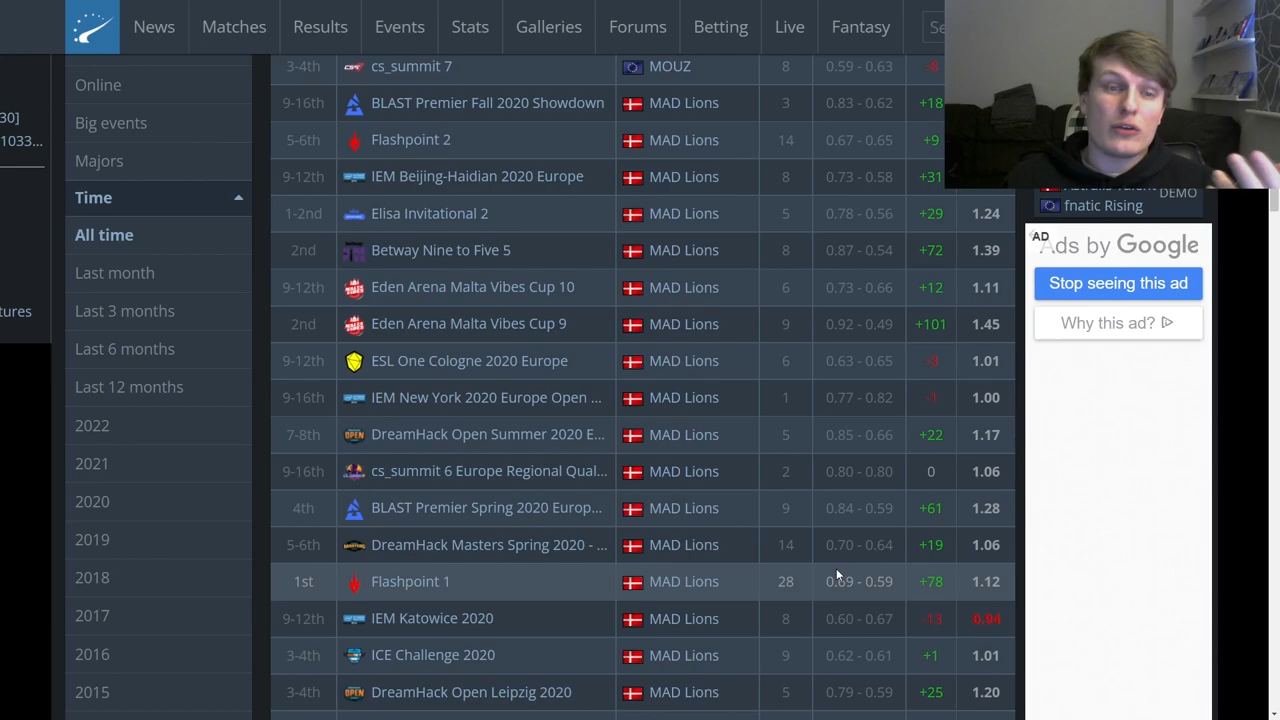 News Matches Results Events Stats Galleries Forums Betting Live Fantasy Se
30]
1033...
tures
Online
Big events
Majors
Time
All time
Last month
Last 3 months
Last 6 months
Last 12 months
2022
2021
2020
2019
2018
2017
2016
2015
3-4th cs_summit 7 MOUZ 8 0.59 - 0.63 -8
9-16th BLAST Premier Fall 2020 Showdown MAD Lions 3 0.83 - 0.62 +18
5-6th Flashpoint 2 MAD Lions 14 0.67 - 0.65 +9
9-12th IEM Beijing-Haidian 2020 Europe MAD Lions 8 0.73 - 0.58 +31
1-2nd Elisa Invitational 2 MAD Lions 5 0.78 - 0.56 +29 1.24
2nd Betway Nine to Five 5 MAD Lions 8 0.87 - 0.54 +72 1.39
9-12th Eden Arena Malta Vibes Cup 10 MAD Lions 6 0.73 - 0.66 +12 1.11
2nd Eden Arena Malta Vibes Cup 9 MAD Lions 9 0.92 - 0.49 +101 1.45
9-12th ESL One Cologne 2020 Europe MAD Lions 6 0.63 - 0.65 -3 1.01
9-16th IEM New York 2020 Europe Open ... MAD Lions 1 0.77 - 0.82 -1 1.00
7-8th DreamHack Open Summer 2020 E... MAD Lions 5 0.85 - 0.66 +22 1.17
9-16th cs_summit 6 Europe Regional Qual... MAD Lions 2 0.80 - 0.80 0 1.06
4th BLAST Premier Spring 2020 Europ... MAD Lions 9 0.84 - 0.59 +61 1.28
5-6th DreamHack Masters Spring 2020 - ... MAD Lions 14 0.70 - 0.64 +19 1.06
1st Flashpoint 1 MAD Lions 28 0.69 - 0.59 +78 1.12
9-12th IEM Katowice 2020 MAD Lions 8 0.60 - 0.67 -13 0.94
3-4th ICE Challenge 2020 MAD Lions 9 0.62 - 0.61 +1 1.01
3-4th DreamHack Open Leipzig 2020 MAD Lions 5 0.79 - 0.59 +25 1.20
Astralis Talent DEMO
fnatic Rising
AD
Ads by Google
Stop seeing this ad
Why this ad?